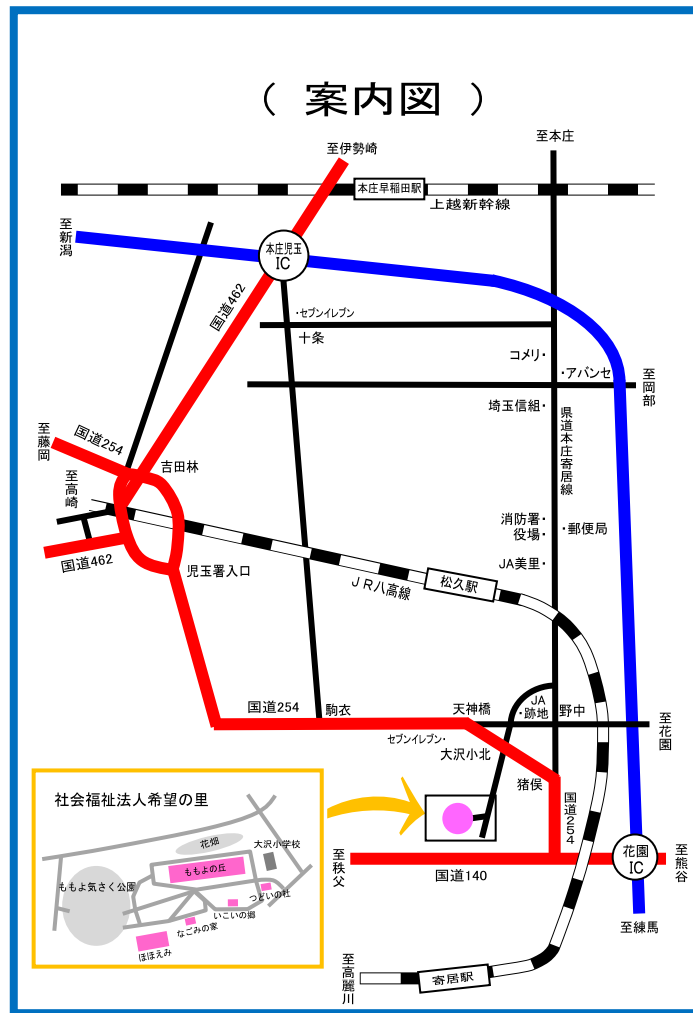 ( 案内図 )
至本庄
至伊勢崎
本庄早稲田駅
上越新幹線
至新潟
本庄児玉
IC
国道462
・セブンイレブン
十条
コメリ・
・アバンセ
至岡部
埼玉信組・
県道本庄寄居線
国道254
至藤岡
吉田林
至高崎
消防署・
役場・
・郵便局
国道462
児玉署入口
JA美里・
JR八高線
松久駅
JA
・跡地
国道254
駒衣
天神橋
野中
至花園
セブンイレブン・
大沢小北
猪俣
国道254
社会福祉法人希望の里
花畑
大沢小学校
ももよの丘
ももよ気さく公園
つどいの杜
いこいの郷
なごみの家
ほほえみ
至秩父
国道140
花園
IC
至熊谷
至練馬
至高麗川
寄居駅